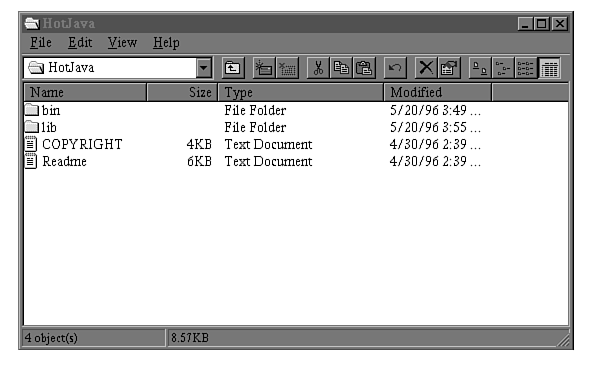 HotJava
File Edit View Help
HotJava
Name Size Type Modified
bin File Folder 5/20/96 3:49 ...
lib File Folder 5/20/96 3:55 ...
COPYRIGHT 4KB Text Document 4/30/96 2:39 ...
Readme 6KB Text Document 4/30/96 2:39 ...
4 object(s) 8.57KB